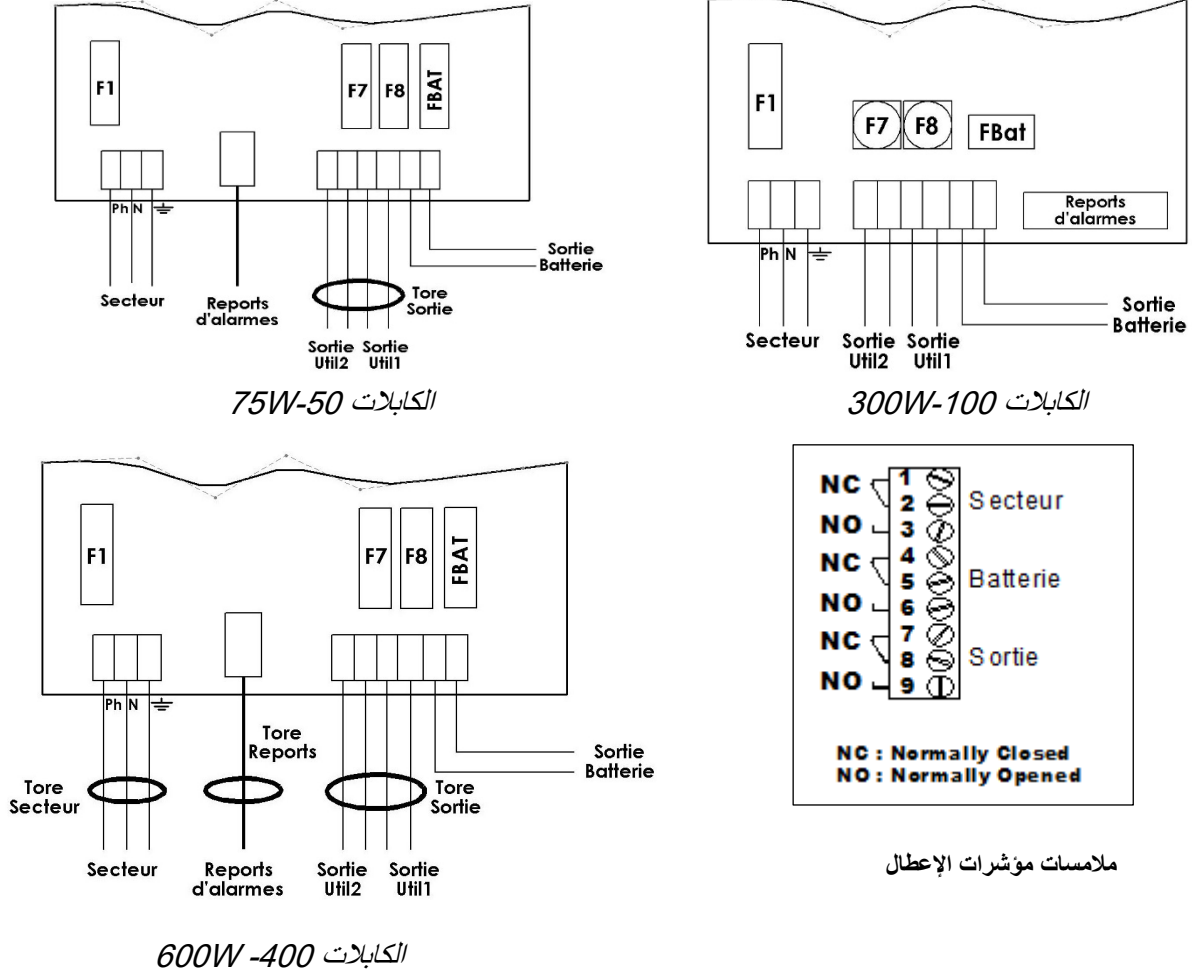 F1
F7
F8
FBAT
Ph
N
Secteur
Reports
d'alarmes
Tore
Sortie
Sortie
Batterie
Sortie
Util2
Sortie
Util1
الكابلات 50-75W
F1
F7
F8
FBat
Reports
d'alarmes
Ph
N
Secteur
Sortie
Util2
Sortie
Util1
Sortie
Batterie
الكابلات 100-300W
F1
F7
F8
FBAT
Ph
N
Tore
Reports
Sortie
Batterie
Tore
Secteur
Tore
Sortie
Secteur
Reports
d'alarmes
Sortie
Util2
Sortie
Util1
الكابلات 400- 600W
NC 1
2 Secteur
NO 3
NC 4
5 Batterie
NO 6
NC 7
8 Sortie
NO 9
NC : Normally Closed
NO : Normally Opened
ملامسات مؤشرات الإعطال